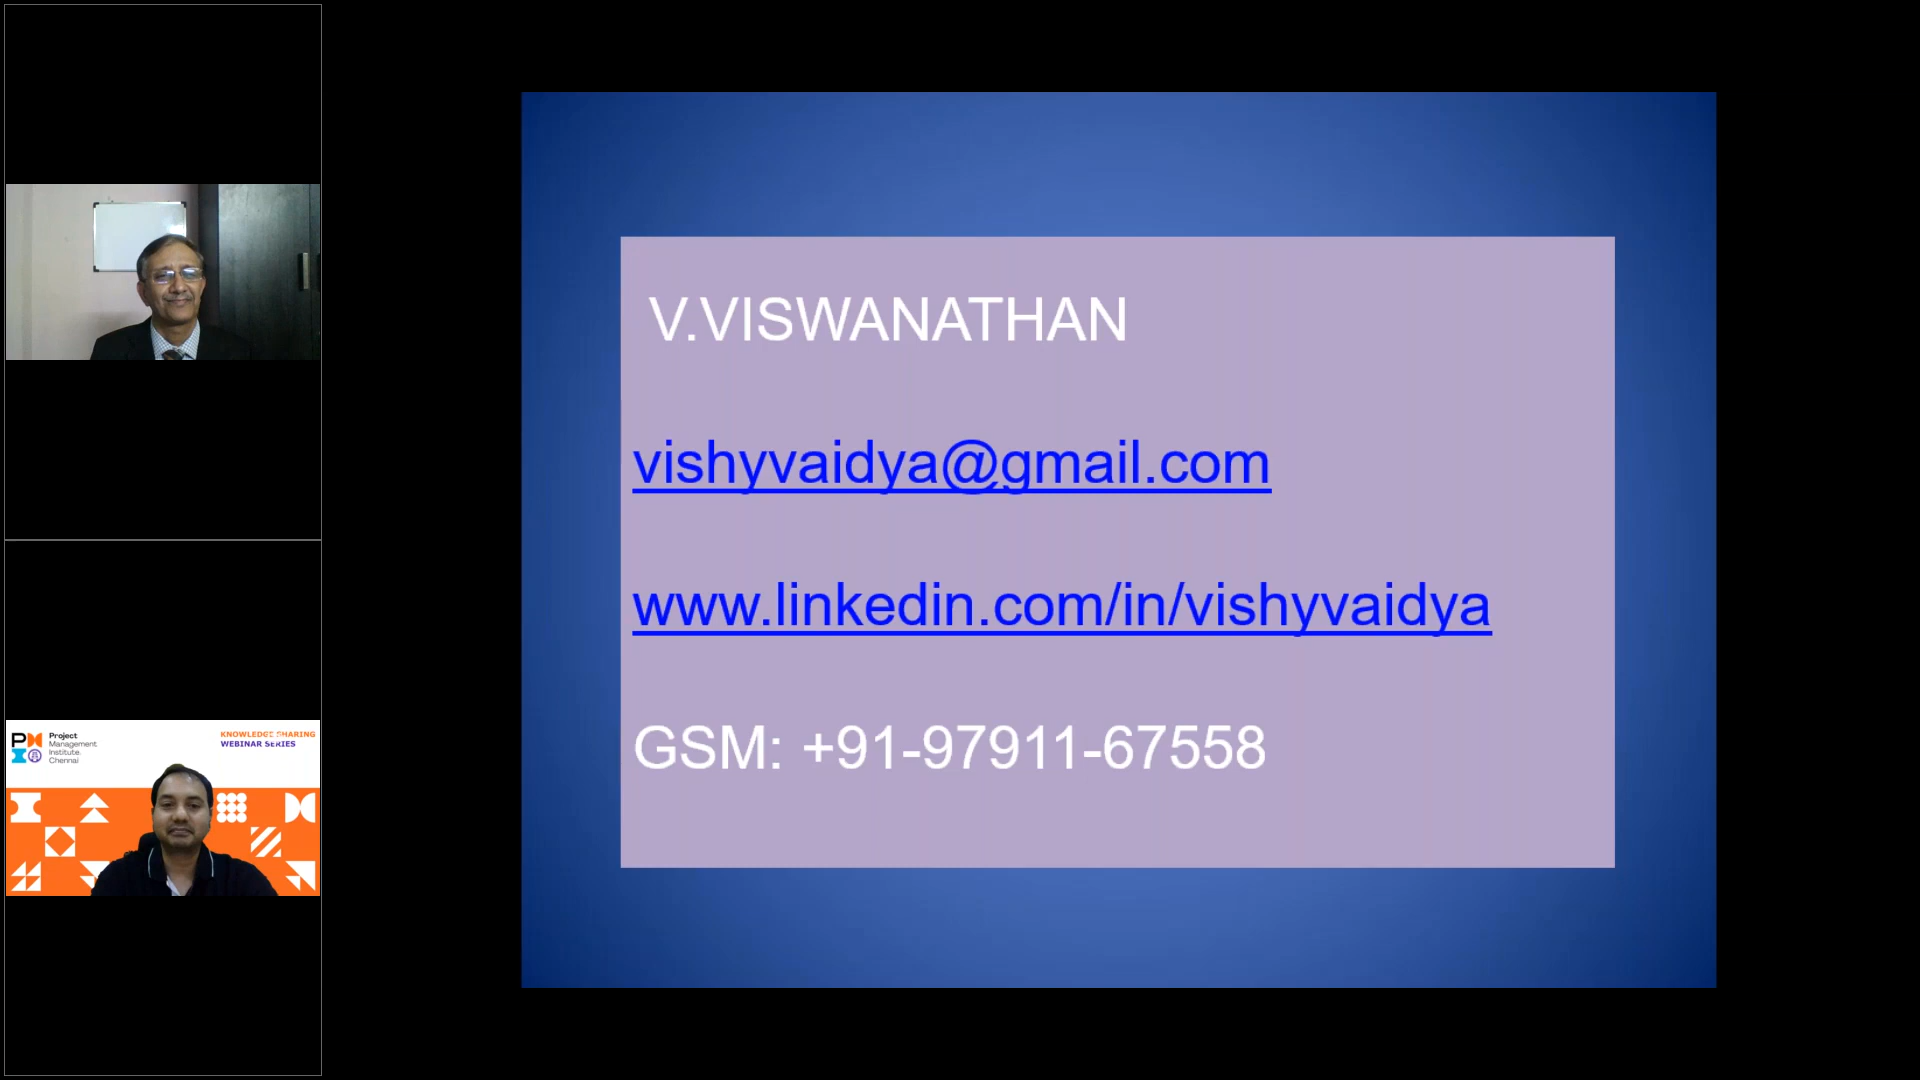 V.VISWANATHAN
vishyvaidya@gmail.com
www.linkedin.com/in/vishyvaidya
GSM: +91-97911-67558
Project
Management
Institute.
Chennai
KNOWLEDGE SHARING
WEBINAR SERIES